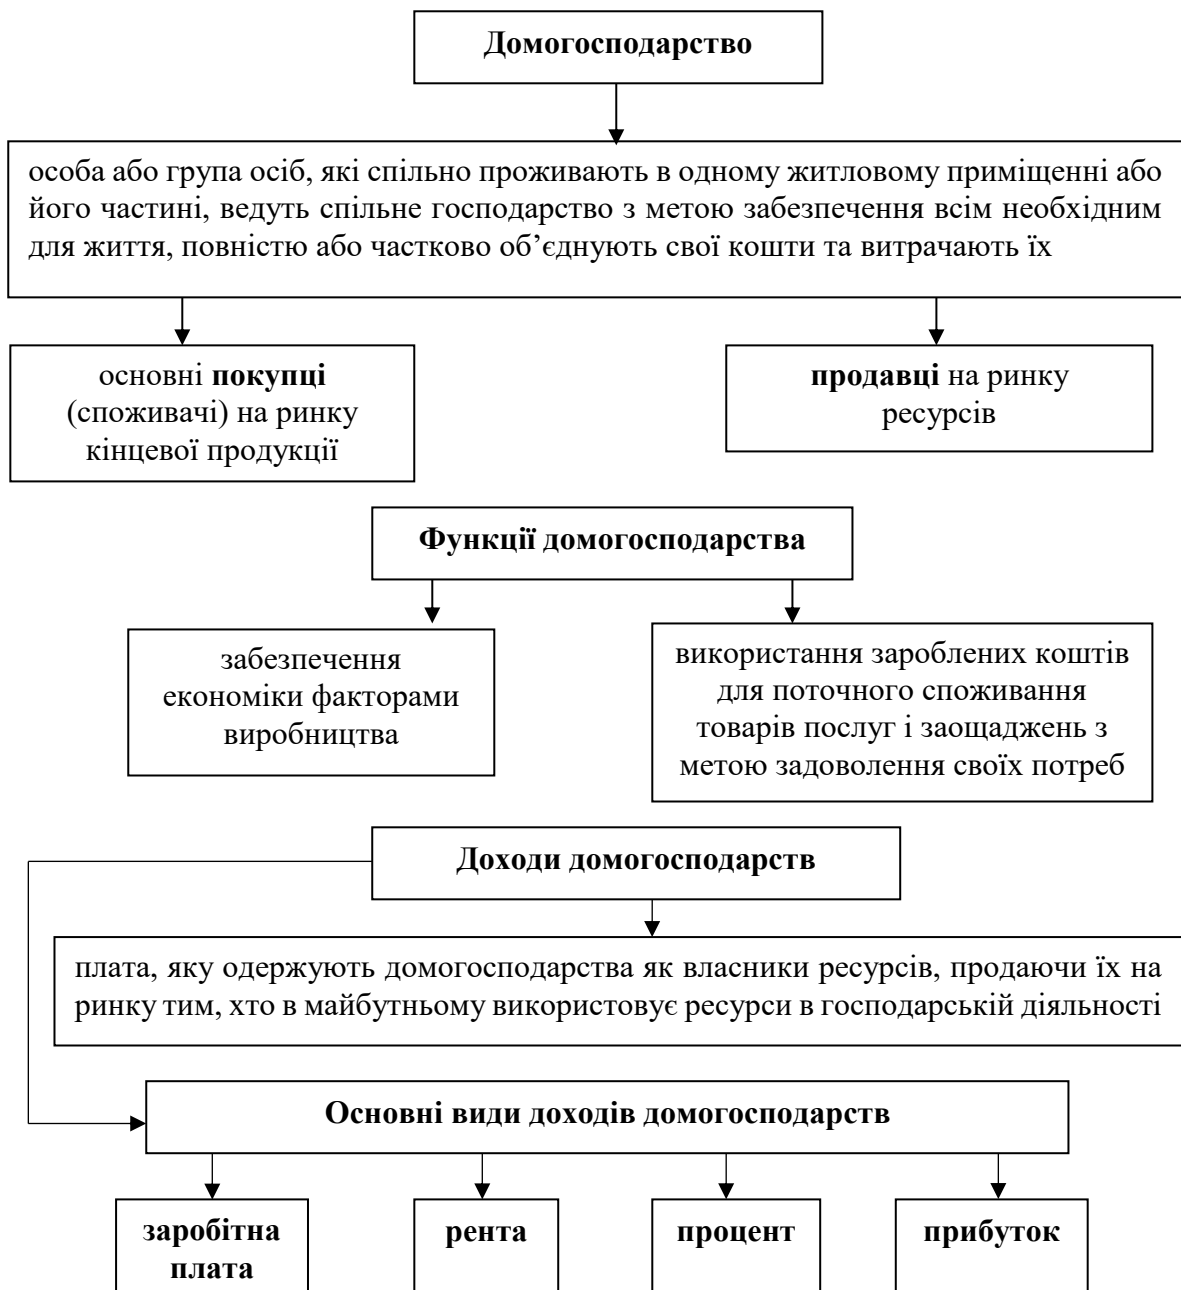 Домогосподарство
особа або група осіб, які спільно проживають в одному житловому приміщенні або
його частині, ведуть спільне господарство з метою забезпечення всім необхідним
для життя, повністю або частково об’єднують свої кошти та витрачають їх
основні покупці
(споживачі) на ринку
кінцевої продукції
продавці на ринку
ресурсів
Функції домогосподарства
забезпечення
економіки факторами
виробництва
використання зароблених коштів
для поточного споживання
товарів послуг і заощаджень з
метою задоволення своїх потреб
Доходи домогосподарств
плата, яку одержують домогосподарства як власники ресурсів, продаючи їх на
ринку тим, хто в майбутньому використовує ресурси в господарській діяльності
Основні види доходів домогосподарств
заробітна
плата
рента
процент
прибуток